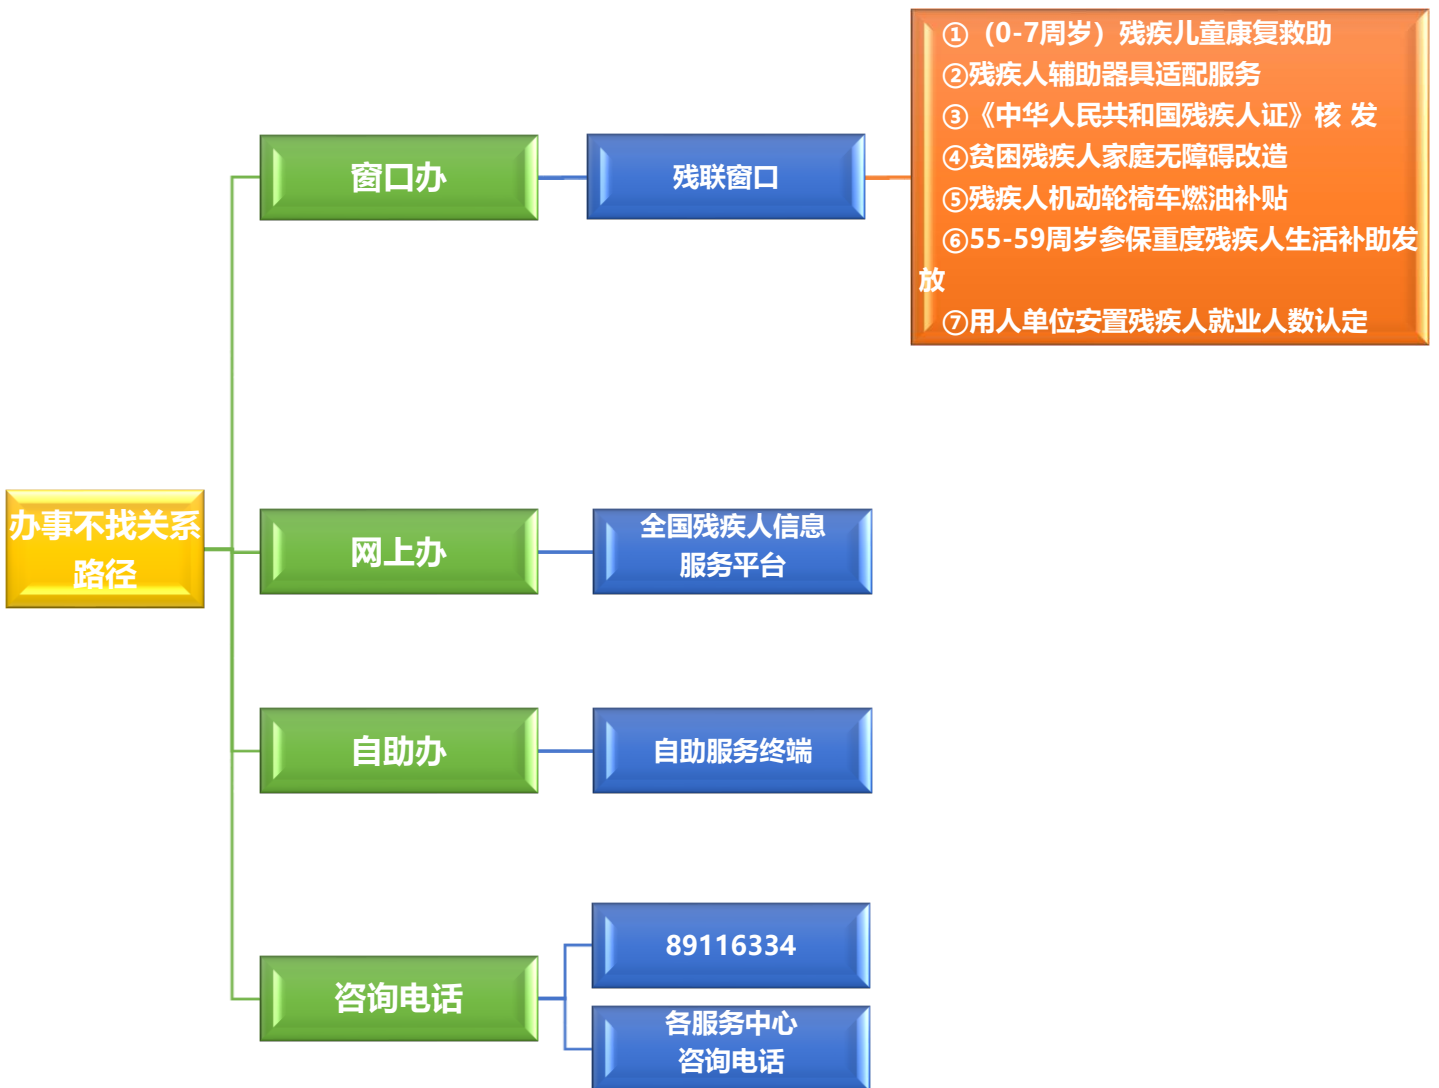 办事不找关系
路径
窗口办
残联窗口
①（0-7周岁）残疾儿童康复救助
②残疾人辅助器具适配服务
③《中华人民共和国残疾人证》核 发
④贫困残疾人家庭无障碍改造
⑤残疾人机动轮椅车燃油补贴
⑥55-59周岁参保重度残疾人生活补助发
放
⑦用人单位安置残疾人就业人数认定
网上办
全国残疾人信息
服务平台
自助办
自助服务终端
咨询电话
89116334
各服务中心
咨询电话